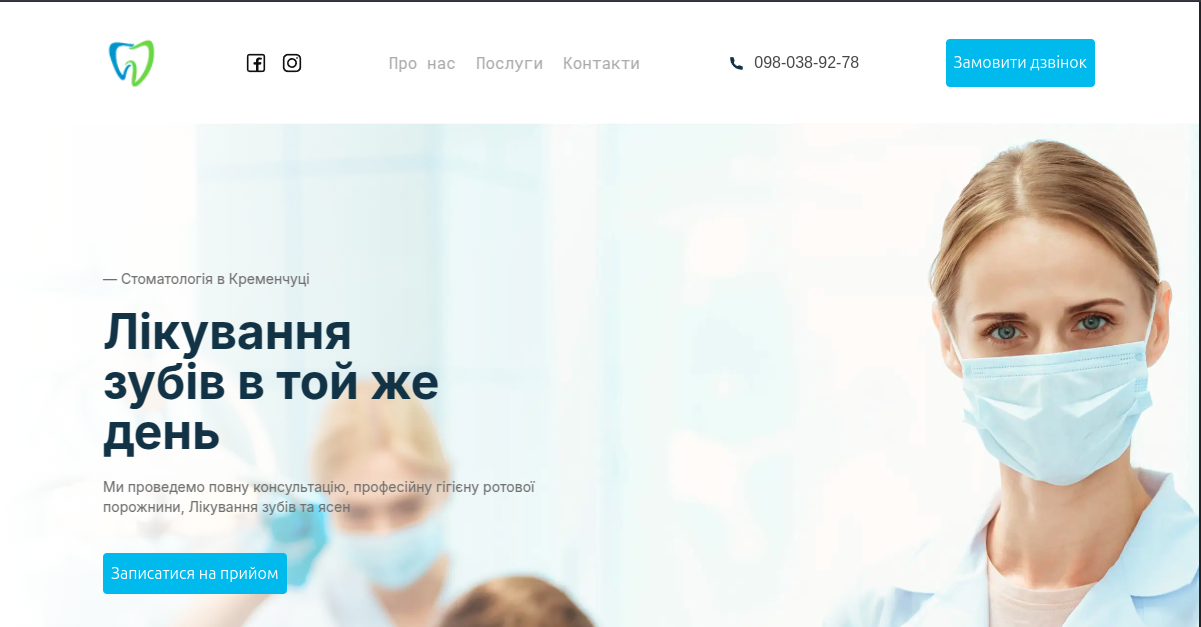 Про нас Послуги Контакти 098-038-92-78 Замовити дзвінок
— Стоматологія в Кременчуці
Лікування
зубів в той же
день
Ми проведемо повну консультацію, професійну гігієну ротової
порожнини, Лікування зубів та ясен
Записатися на прийом